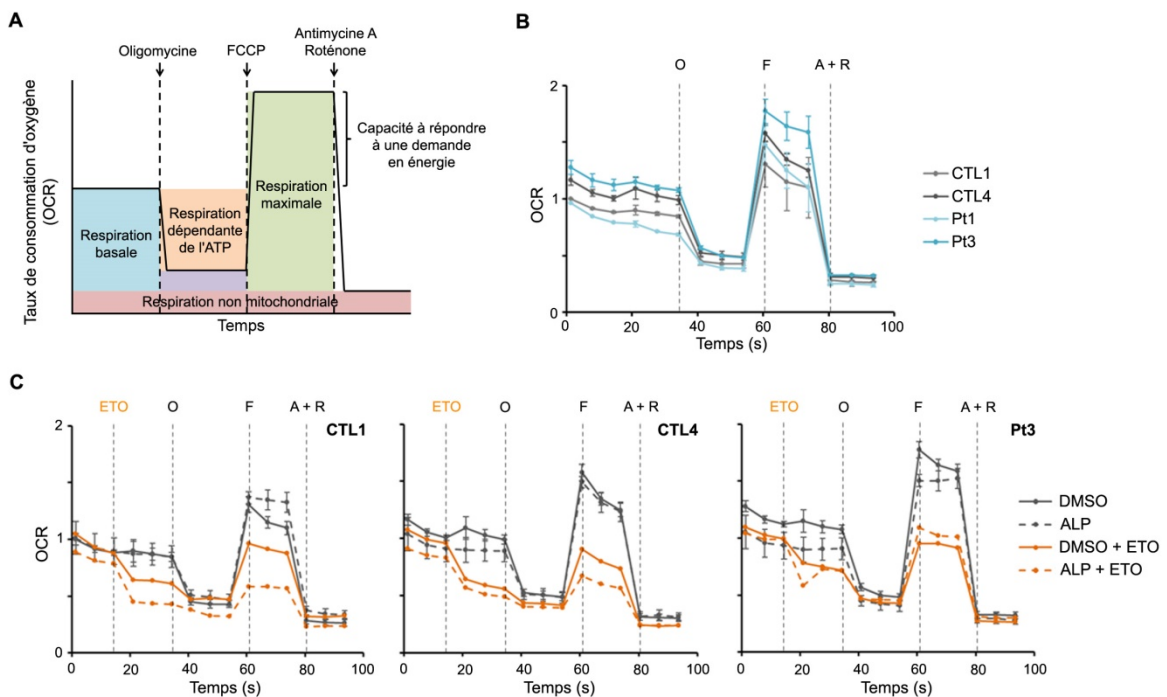 A
Oligomycine
FCCP
Antimycine A
Roténone
Taux de consommation d'oxygène
(OCR)
Respiration
basale
Respiration
dépendante
de l'ATP
Respiration
maximale
Capacité à répondre
à une demande
en énergie
Respiration non mitochondriale
Temps
B
O F A + R
OCR
2
1
0
0 20 40 60 80 100
Temps (s)
CTL1
CTL4
Pt1
Pt3
C
ETO O F A + R
CTL1
OCR
2
1
0
0 20 40 60 80 100
Temps (s)
ETO O F A + R
CTL4
0 20 40 60 80 100
Temps (s)
ETO O F A + R
Pt3
0 20 40 60 80 100
Temps (s)
DMSO
ALP
DMSO + ETO
ALP + ETO